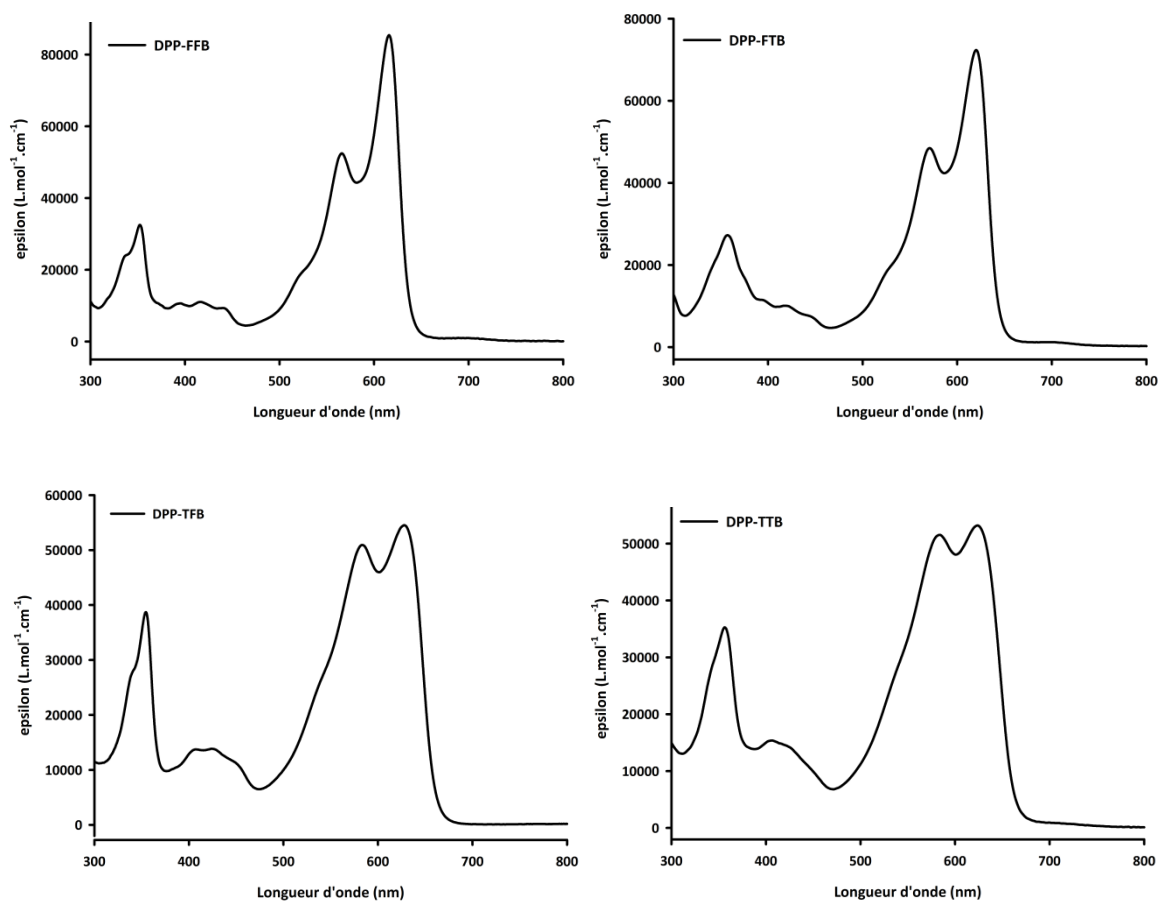 DPP-FFB
epsilon (L.mol⁻¹.cm⁻¹)
80000
60000
40000
20000
0
300 400 500 600 700 800
Longueur d'onde (nm)
DPP-FTB
epsilon (L.mol⁻¹.cm⁻¹)
80000
60000
40000
20000
0
300 400 500 600 700 800
Longueur d'onde (nm)
DPP-TFB
epsilon (L.mol⁻¹.cm⁻¹)
60000
50000
40000
30000
20000
10000
0
300 400 500 600 700 800
Longueur d'onde (nm)
DPP-TTB
epsilon (L.mol⁻¹.cm⁻¹)
50000
40000
30000
20000
10000
0
300 400 500 600 700 800
Longueur d'onde (nm)